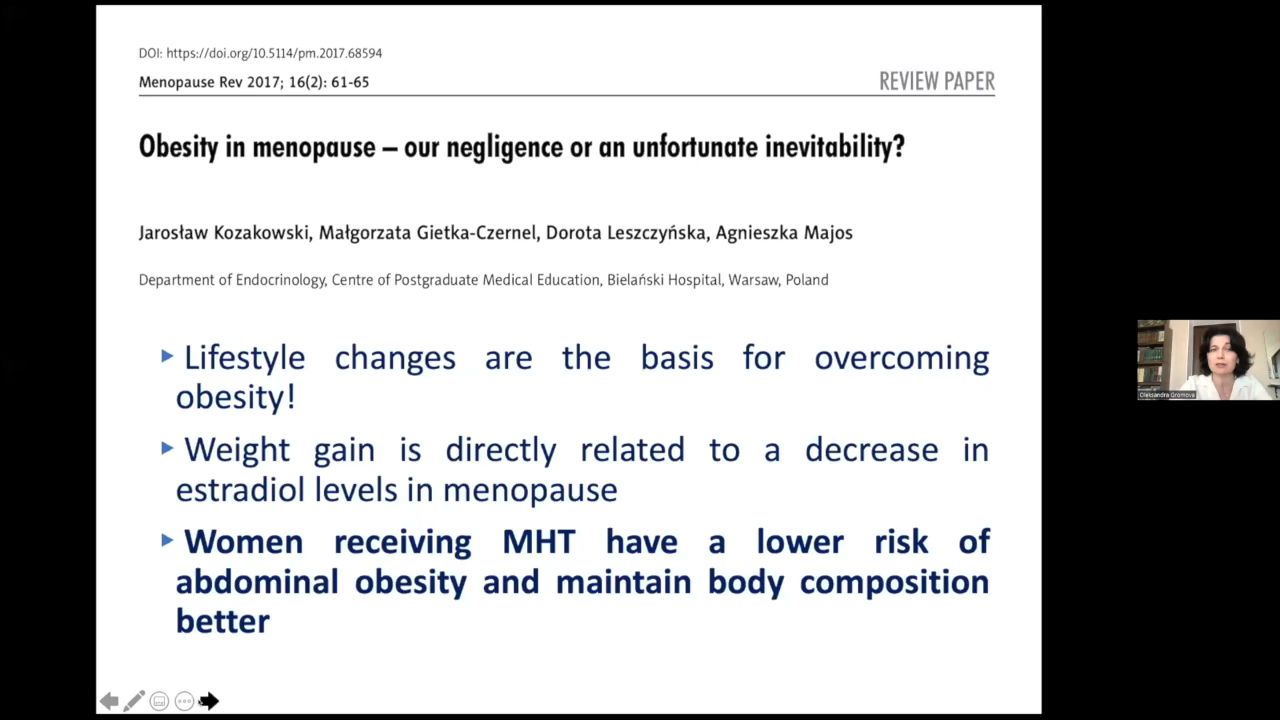 DOI: https://doi.org/10.5114/pm.2017.68594
Menopause Rev 2017; 16(2): 61-65
REVIEW PAPER
Obesity in menopause – our negligence or an unfortunate inevitability?
Jarosław Kozakowski, Małgorzata Gietka-Czernel, Dorota Leszczyńska, Agnieszka Majos
Department of Endocrinology, Centre of Postgraduate Medical Education, Bielański Hospital, Warsaw, Poland
Lifestyle changes are the basis for overcoming
obesity!
Weight gain is directly related to a decrease in
estradiol levels in menopause
Women receiving MHT have a lower risk of
abdominal obesity and maintain body composition
better
Oleksandra Gromova